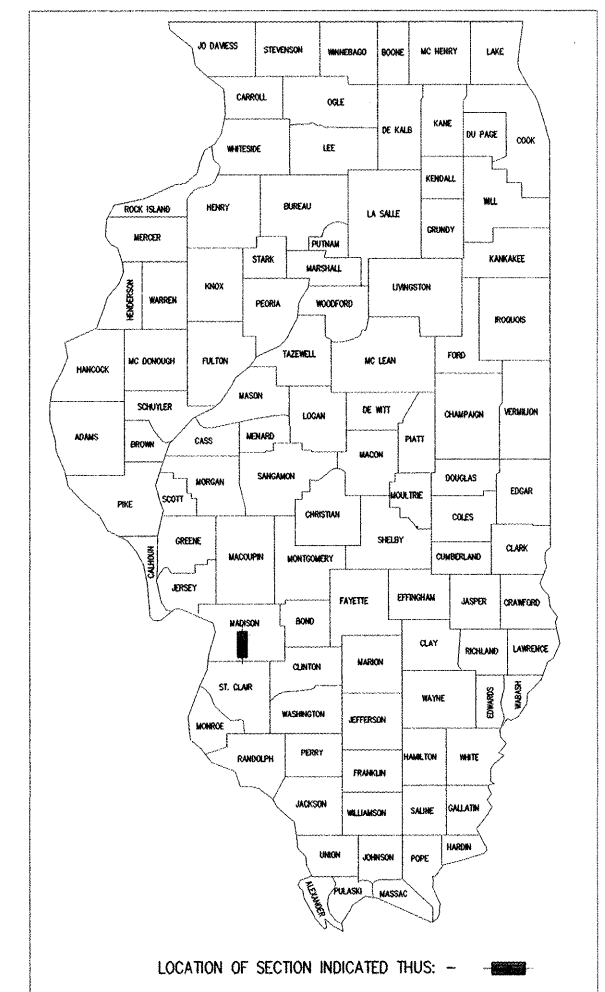 JO DAVIESS STEVENSON WINNEBAGO BOONE MC HENRY LAKE
CARROLL OGLE DE KALB KANE DU PAGE COOK
WHITESIDE LEE
KENDALL
ROCK ISLAND HENRY BUREAU LA SALLE WILL
MERCER PUTNAM GRUNDY
STARK MARSHALL KANKAKEE
HENDERSON WARREN KNOX PEORIA WOODFORD LIVINGSTON IROQUOIS
HANCOCK MC DONOUGH FULTON TAZEWELL MC LEAN FORD
SCHUYLER MASON LOGAN DE WITT CHAMPAIGN VERMILION
ADAMS BROWN CASS MENARD MACON PIATT
PIKE SCOTT MORGAN SANGAMON MOULTRIE DOUGLAS EDGAR
CHRISTIAN COLES
CALHOUN GREENE MACOUPIN MONTGOMERY SHELBY CUMBERLAND CLARK
JERSEY FAYETTE EFFINGHAM JASPER CRAWFORD
MADISON BOND CLAY RICHLAND LAWRENCE
CLINTON MARION
ST. CLAIR WAYNE EDWARDS WABASH
MONROE WASHINGTON JEFFERSON
RANDOLPH PERRY HAMILTON WHITE
FRANKLIN
JACKSON WILLIAMSON SALINE GALLATIN
UNION JOHNSON POPE HARDIN
ALEXANDER PULASKI MASSAC
LOCATION OF SECTION INDICATED THUS: -